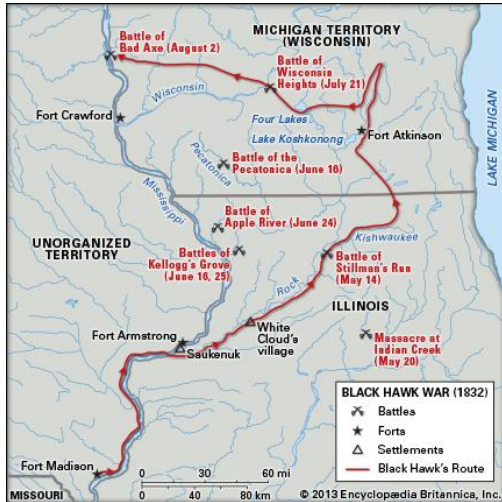 Battle of
Bad Axe (August 2)
MICHIGAN TERRITORY
(WISCONSIN)
Battle of
Wisconsin
Heights (July 21)
Wisconsin
Fort Crawford
Four Lakes
Lake Koshkonong
Fort Atkinson
LAKE MICHIGAN
Pecatonica
Battle of the
Pecatonica (June 16)
Mississippi
Battle of
Apple River (June 24)
UNORGANIZED
TERRITORY
Battles of
Kellogg's Grove
(June 16, 25)
Kishwaukee
Battle of
Stillman's Run
(May 14)
Rock
ILLINOIS
Fort Armstrong
Saukenuk
White
Cloud's
village
Massacre at
Indian Creek
(May 20)
BLACK HAWK WAR (1832)
Battles
Forts
Settlements
Black Hawk's Route
Fort Madison
MISSOURI
0 30 60 mi
0 40 80 km
© 2013 Encyclopædia Britannica, Inc.